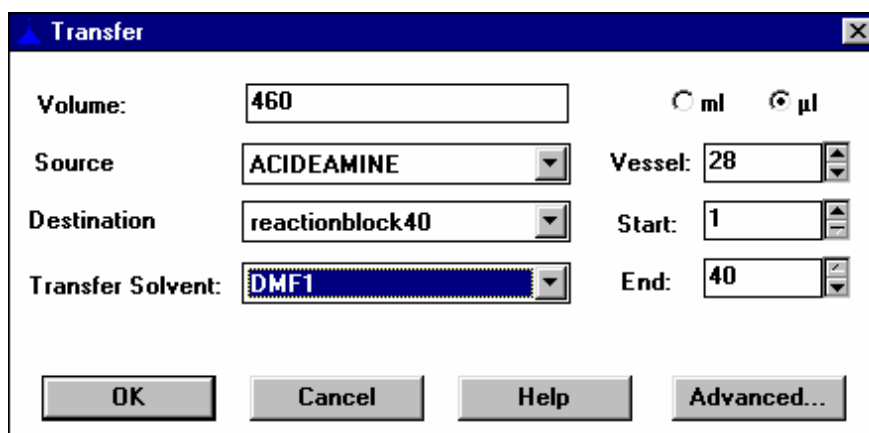 Transfer
Volume: 460 ml µl
Source ACIDEAMINE Vessel: 28
Destination reactionblock40 Start: 1
Transfer Solvent: DMF1 End: 40
OK Cancel Help Advanced...